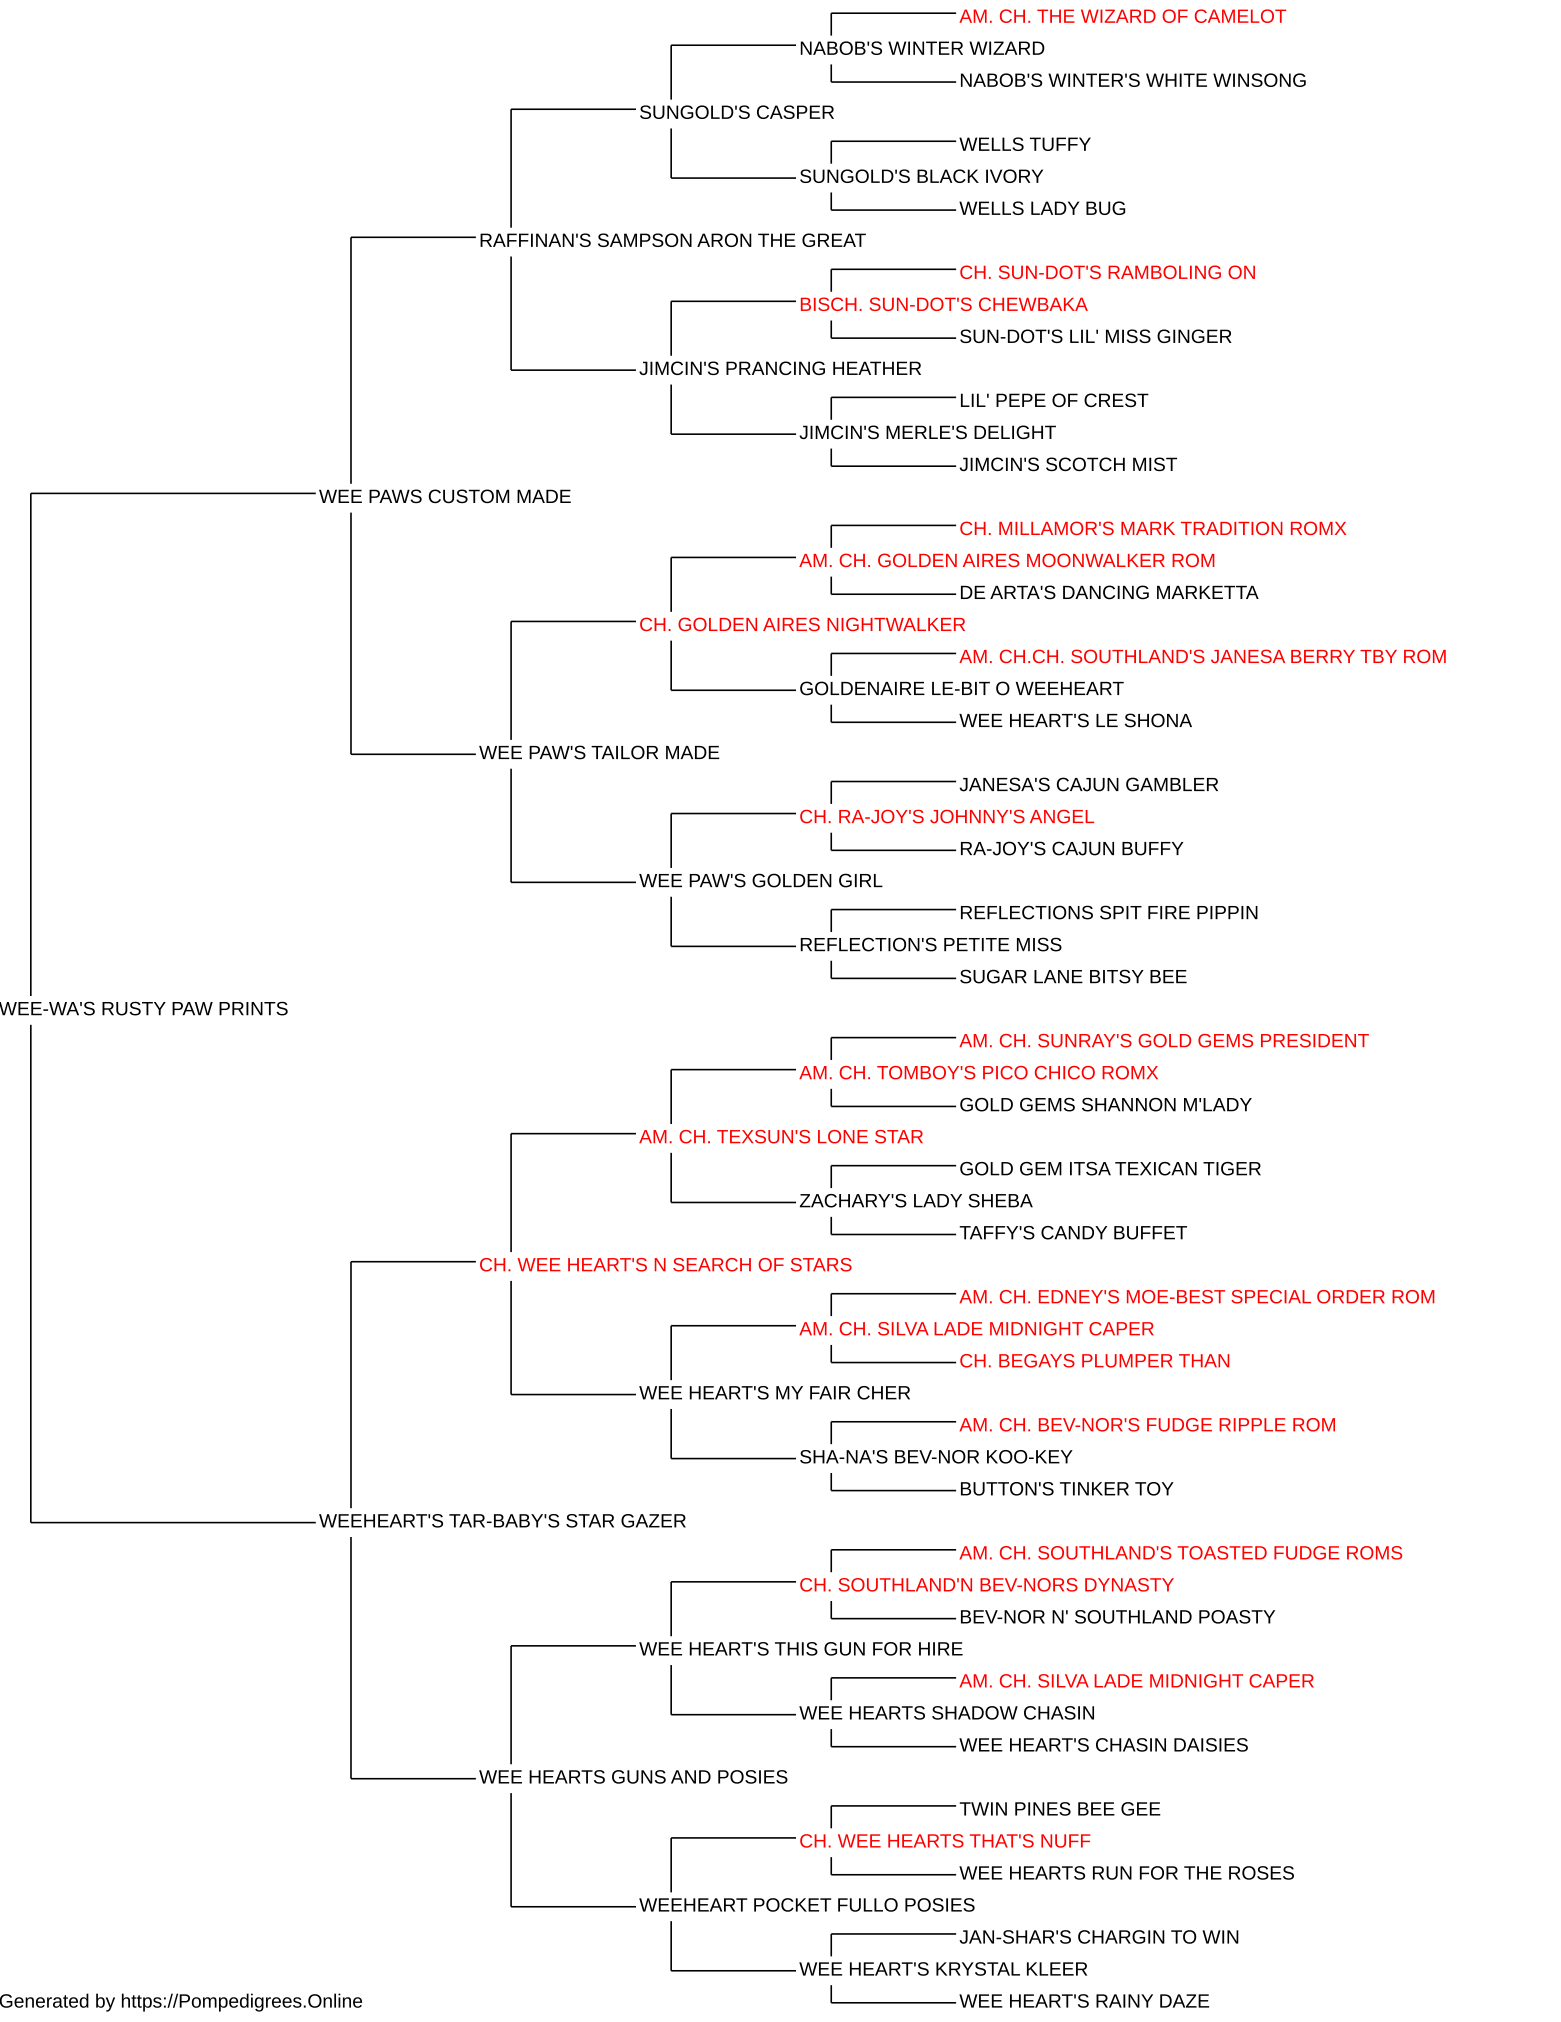 AM. CH. THE WIZARD OF CAMELOT
NABOB'S WINTER WIZARD
NABOB'S WINTER'S WHITE WINSONG
SUNGOLD'S CASPER
WELLS TUFFY
SUNGOLD'S BLACK IVORY
WELLS LADY BUG
RAFFINAN'S SAMPSON ARON THE GREAT
CH. SUN-DOT'S RAMBOLING ON
BISCH. SUN-DOT'S CHEWBAKA
SUN-DOT'S LIL' MISS GINGER
JIMCIN'S PRANCING HEATHER
LIL' PEPE OF CREST
JIMCIN'S MERLE'S DELIGHT
JIMCIN'S SCOTCH MIST
WEE PAWS CUSTOM MADE
CH. MILLAMOR'S MARK TRADITION ROMX
AM. CH. GOLDEN AIRES MOONWALKER ROM
DE ARTA'S DANCING MARKETTA
CH. GOLDEN AIRES NIGHTWALKER
AM. CH.CH. SOUTHLAND'S JANESA BERRY TBY ROM
GOLDENAIRE LE-BIT O WEEHEART
WEE HEART'S LE SHONA
WEE PAW'S TAILOR MADE
JANESA'S CAJUN GAMBLER
CH. RA-JOY'S JOHNNY'S ANGEL
RA-JOY'S CAJUN BUFFY
WEE PAW'S GOLDEN GIRL
REFLECTIONS SPIT FIRE PIPPIN
REFLECTION'S PETITE MISS
SUGAR LANE BITSY BEE
WEE-WA'S RUSTY PAW PRINTS
AM. CH. SUNRAY'S GOLD GEMS PRESIDENT
AM. CH. TOMBOY'S PICO CHICO ROMX
GOLD GEMS SHANNON M'LADY
AM. CH. TEXSUN'S LONE STAR
GOLD GEM ITSA TEXICAN TIGER
ZACHARY'S LADY SHEBA
TAFFY'S CANDY BUFFET
CH. WEE HEART'S N SEARCH OF STARS
AM. CH. EDNEY'S MOE-BEST SPECIAL ORDER ROM
AM. CH. SILVA LADE MIDNIGHT CAPER
CH. BEGAYS PLUMPER THAN
WEE HEART'S MY FAIR CHER
AM. CH. BEV-NOR'S FUDGE RIPPLE ROM
SHA-NA'S BEV-NOR KOO-KEY
BUTTON'S TINKER TOY
WEEHEART'S TAR-BABY'S STAR GAZER
AM. CH. SOUTHLAND'S TOASTED FUDGE ROMS
CH. SOUTHLAND'N BEV-NORS DYNASTY
BEV-NOR N' SOUTHLAND POASTY
WEE HEART'S THIS GUN FOR HIRE
AM. CH. SILVA LADE MIDNIGHT CAPER
WEE HEARTS SHADOW CHASIN
WEE HEART'S CHASIN DAISIES
WEE HEARTS GUNS AND POSIES
TWIN PINES BEE GEE
CH. WEE HEARTS THAT'S NUFF
WEE HEARTS RUN FOR THE ROSES
WEEHEART POCKET FULLO POSIES
JAN-SHAR'S CHARGIN TO WIN
WEE HEART'S KRYSTAL KLEER
WEE HEART'S RAINY DAZE
Generated by https://Pompedigrees.Online